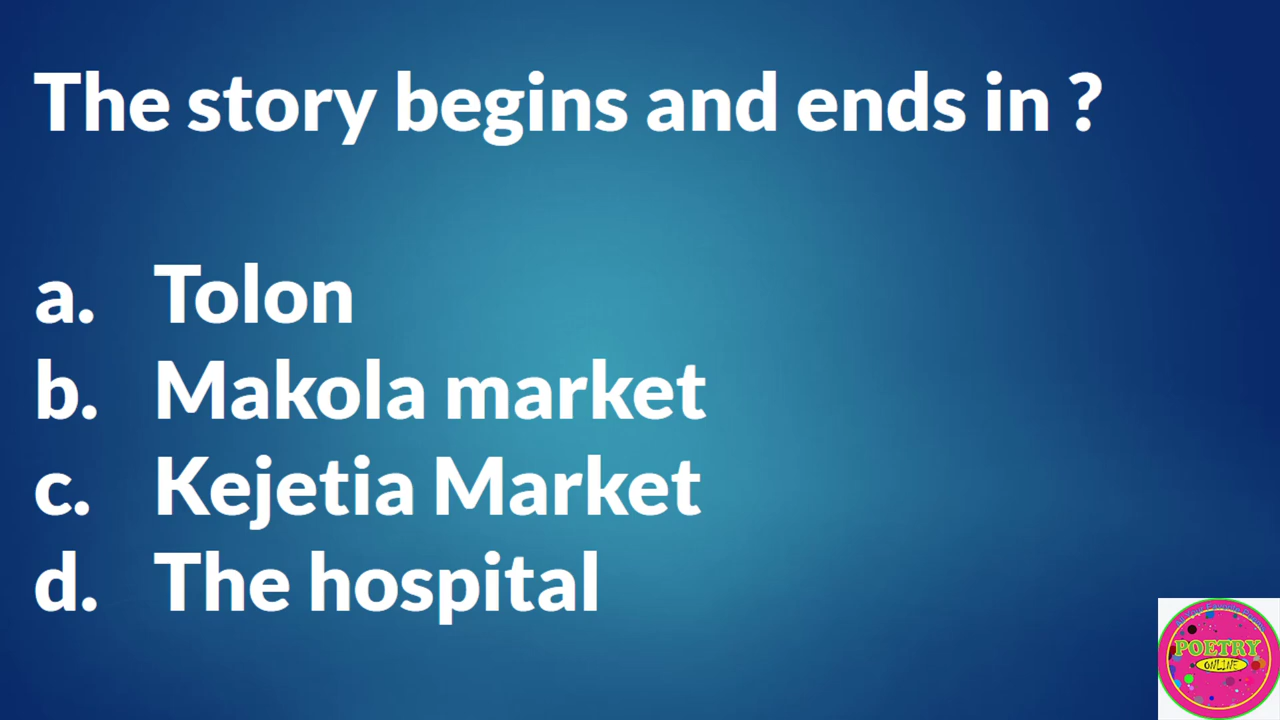 The story begins and ends in ?
a. Tolon
b. Makola market
c. Kejetia Market
d. The hospital
POETRY
ONLINE